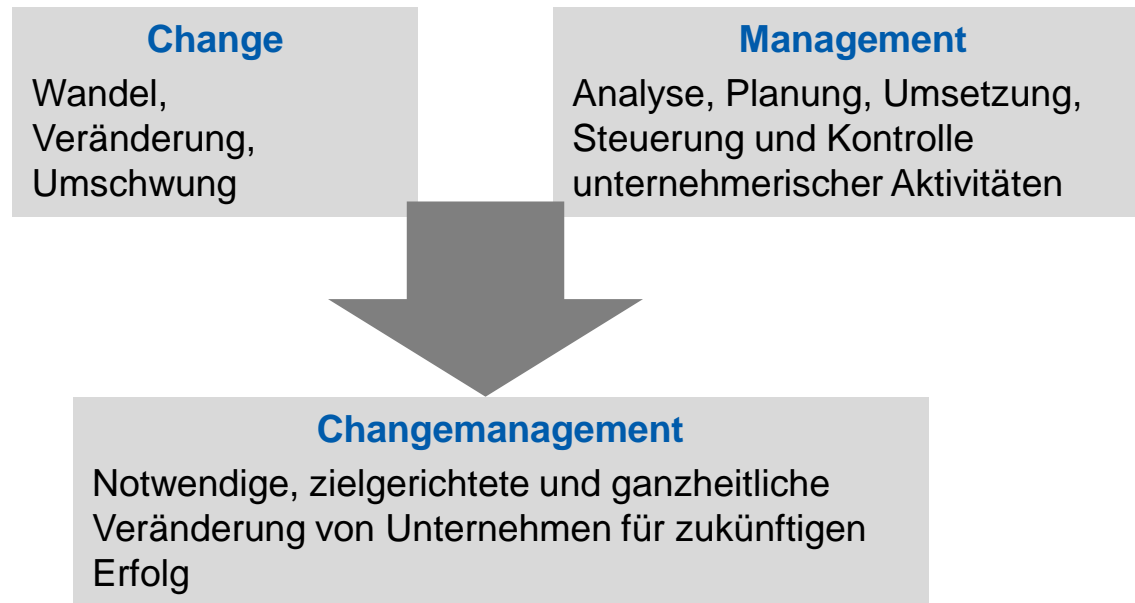 Change
Wandel,
Veränderung,
Umschwung
Management
Analyse, Planung, Umsetzung,
Steuerung und Kontrolle
unternehmerischer Aktivitäten
Changemanagement
Notwendige, zielgerichtete und ganzheitliche
Veränderung von Unternehmen für zukünftigen
Erfolg